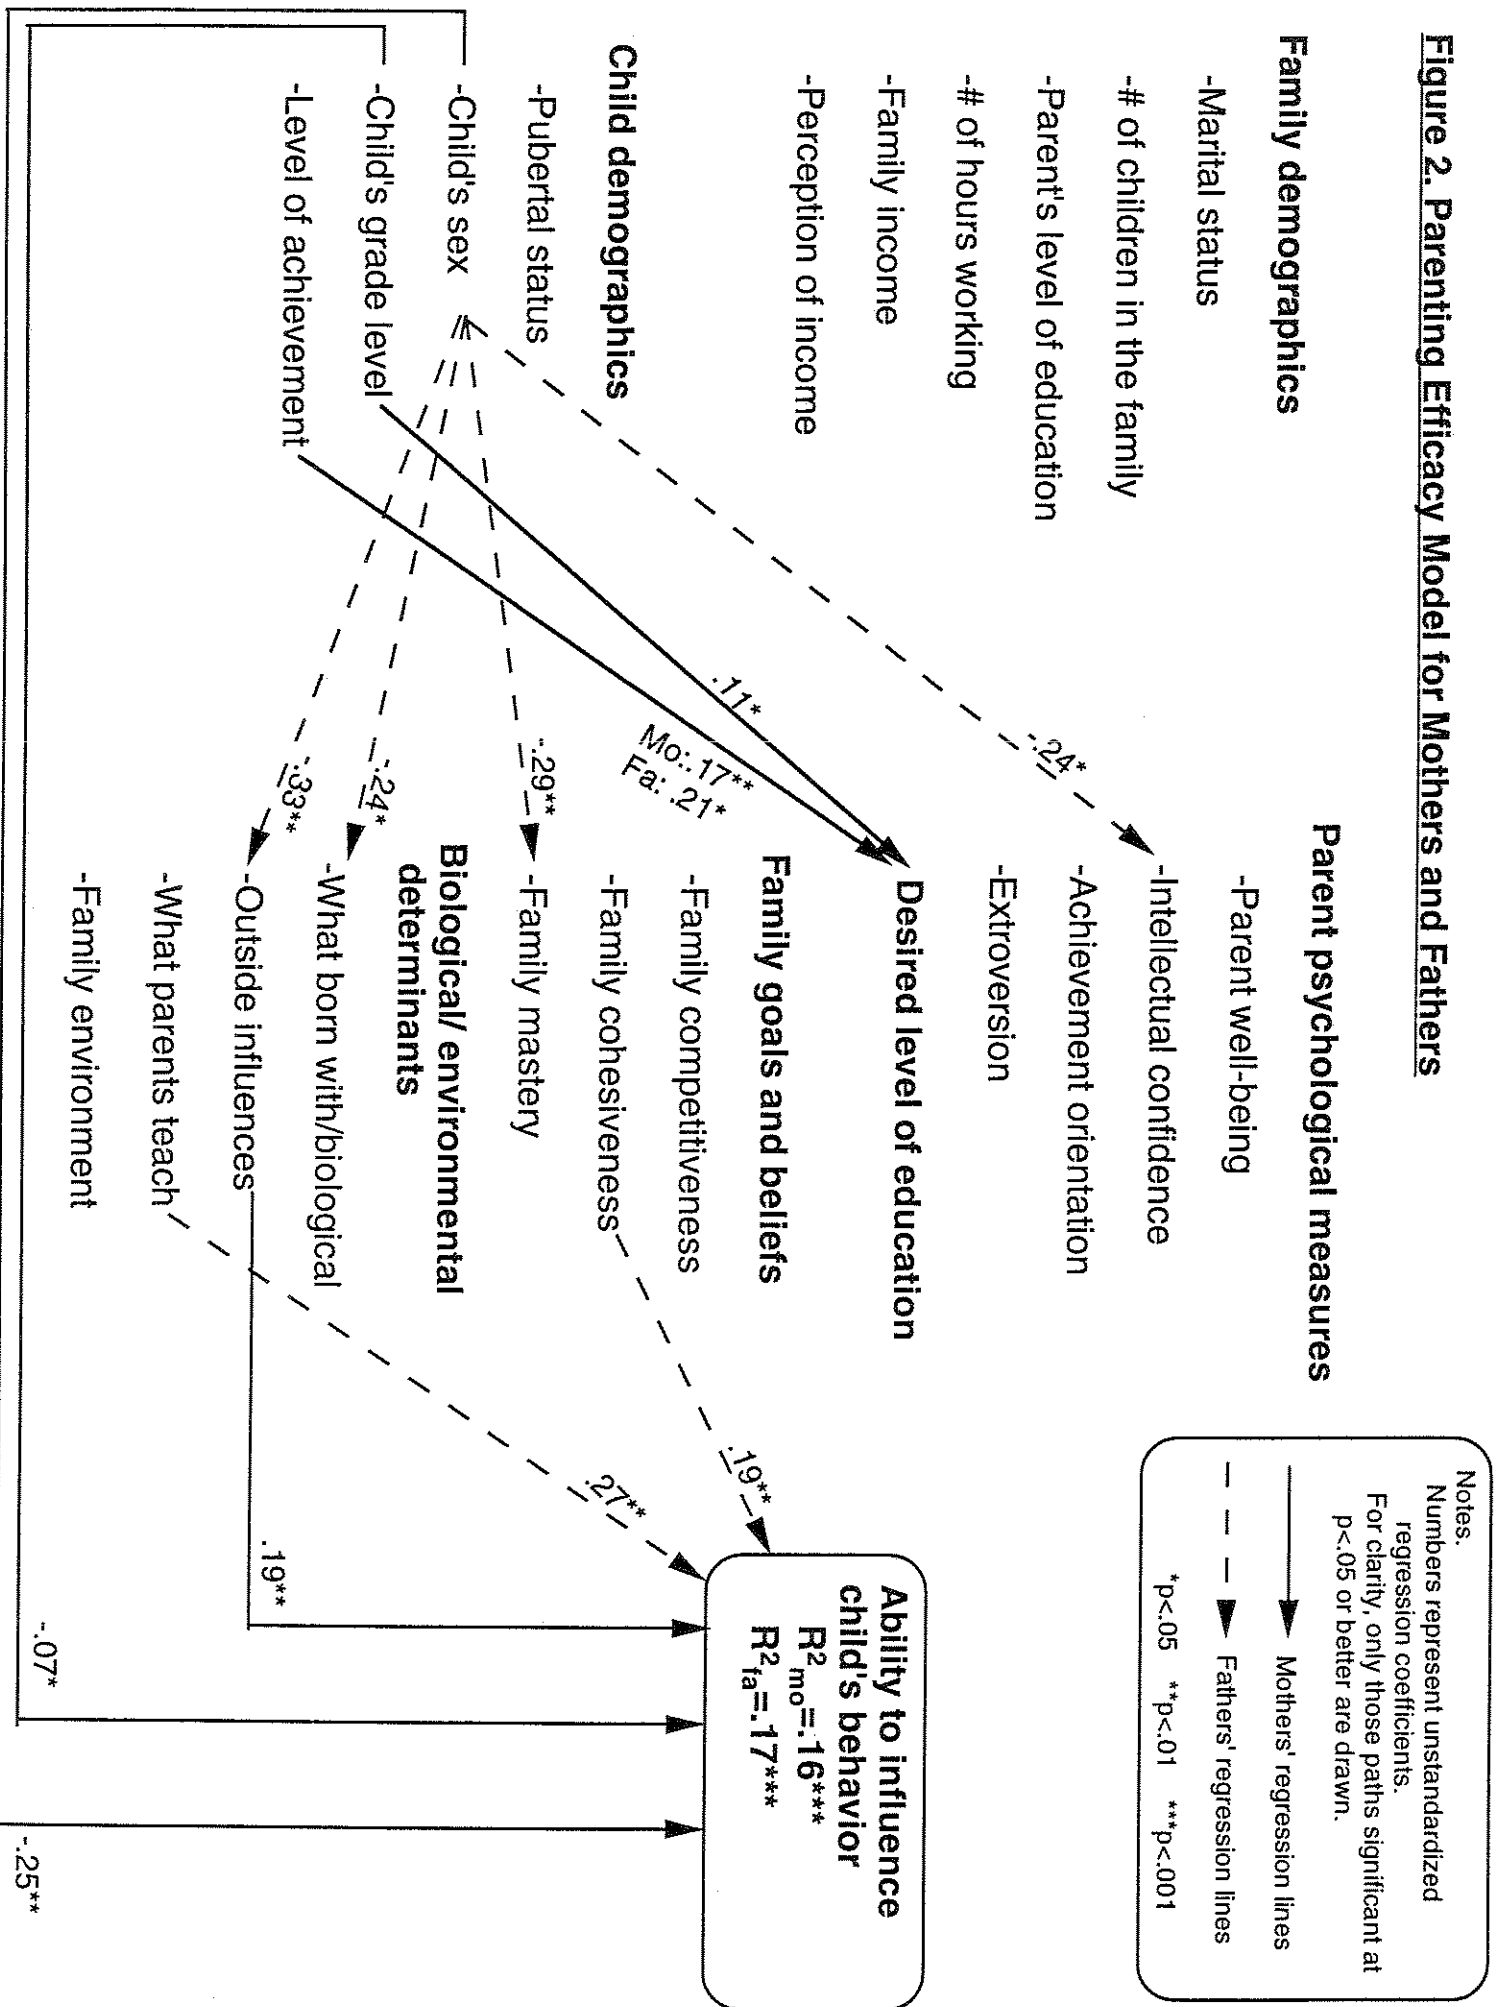 Figure 2. Parenting Efficacy Model for Mothers and Fathers
Notes.
Numbers represent unstandardized
regression coefficients.
For clarity, only those paths significant at
p<.05 or better are drawn.
Mothers' regression lines
Fathers' regression lines
*p<.05 **p<.01 ***p<.001
Family demographics
-Marital status
-# of children in the family
-Parent's level of education
-# of hours working
-Family income
-Perception of income
Child demographics
-Pubertal status
-Child's sex
-Child's grade level
-Level of achievement
Parent psychological measures
-Parent well-being
-Intellectual confidence
-Achievement orientation
-Extroversion
Desired level of education
Family goals and beliefs
-Family competitiveness
-Family cohesiveness
-Family mastery
Biological/ environmental
determinants
-What born with/biological
-Outside influences
-What parents teach
-Family environment
-.24*
.11*
Mo:.17**
Fa: .21*
-.29**
-.24*
-.33**
.19**
.27**
.19**
-.07*
-.25**
Ability to influence
child's behavior
R²mo=.16***
R²fa=.17***